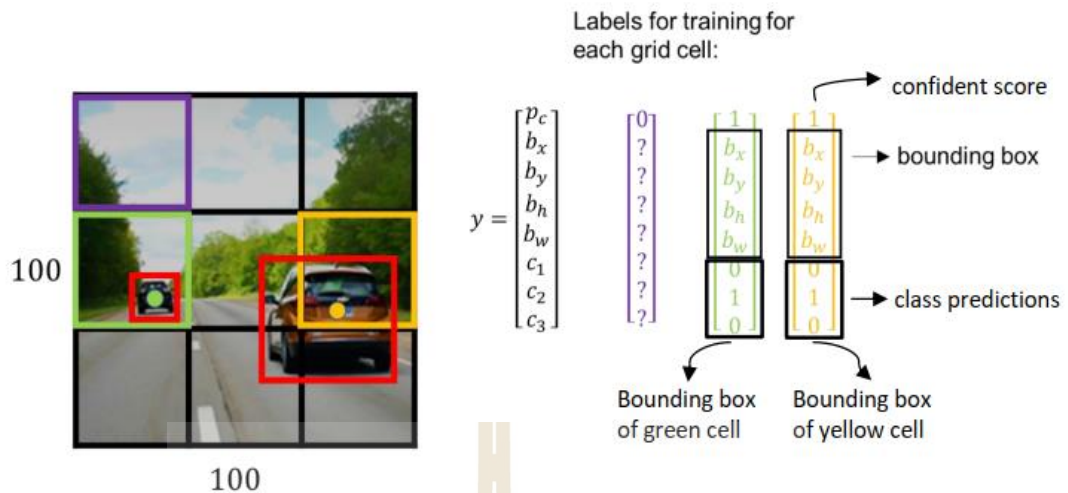 Labels for training for
each grid cell:
confident score
bounding box
class predictions
100
100
y =
p_c
b_x
b_y
b_h
b_w
c_1
c_2
c_3
0
?
?
?
?
?
?
?
1
b_x
b_y
b_h
b_w
0
1
0
1
b_x
b_y
b_h
b_w
0
1
0
Bounding box
of green cell
Bounding box
of yellow cell